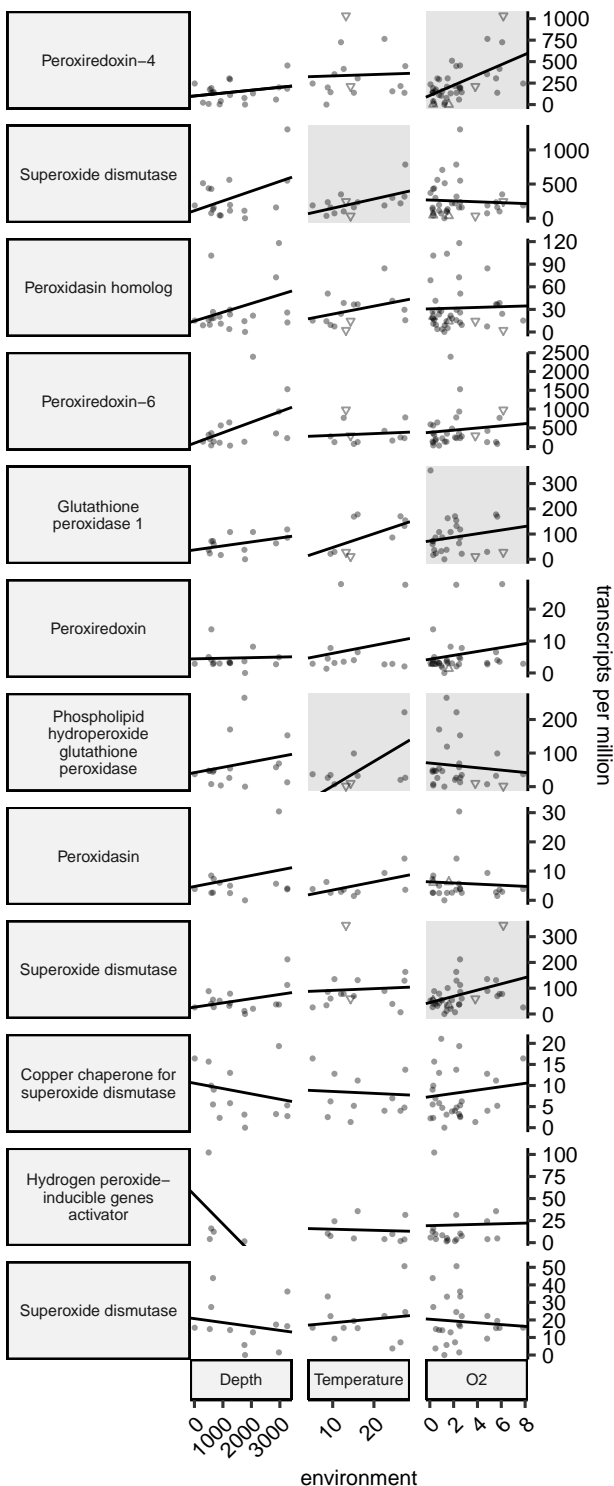 Peroxiredoxin−4
0
250
500
750
1000
Superoxide dismutase
0
500
1000
Peroxidasin homolog
0
30
60
90
120
Peroxiredoxin−6
0
500
1000
1500
2000
2500
Glutathione
peroxidase 1
0
100
200
300
Peroxiredoxin
0
10
20
Phospholipid
hydroperoxide
glutathione
peroxidase
0
100
200
Peroxidasin
0
10
20
30
Superoxide dismutase
0
100
200
300
Copper chaperone for
superoxide dismutase
0
5
10
15
20
Hydrogen peroxide−
inducible genes
activator
0
25
50
75
100
Superoxide dismutase
0
10
20
30
40
50
transcripts per million
Depth
Temperature
O2
0
1000
2000
3000
10
20
0
2
4
6
8
environment